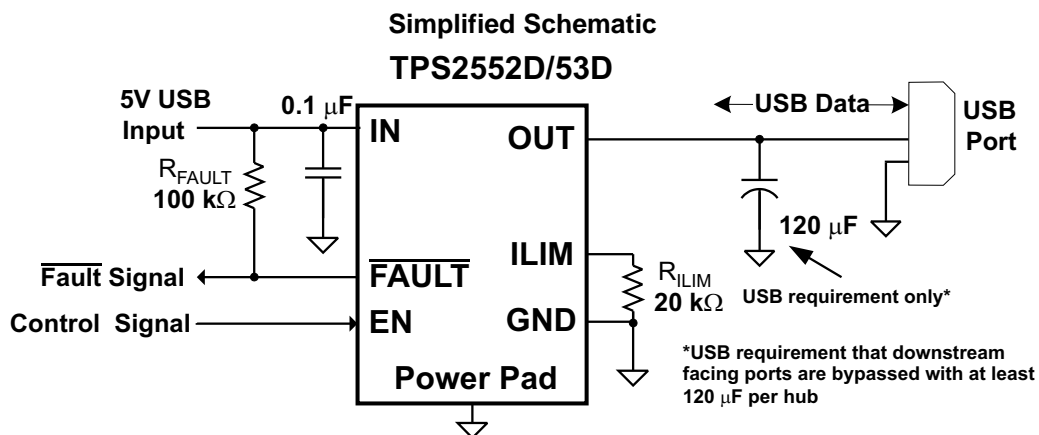 Simplified Schematic
TPS2552D/53D
5V USB
Input
0.1 μF
IN
OUT
USB Data
USB
Port
R_FAULT
100 kΩ
120 μF
Fault Signal
FAULT
ILIM
R_ILIM
20 kΩ
USB requirement only*
Control Signal
EN
GND
Power Pad
*USB requirement that downstream
facing ports are bypassed with at least
120 μF per hub